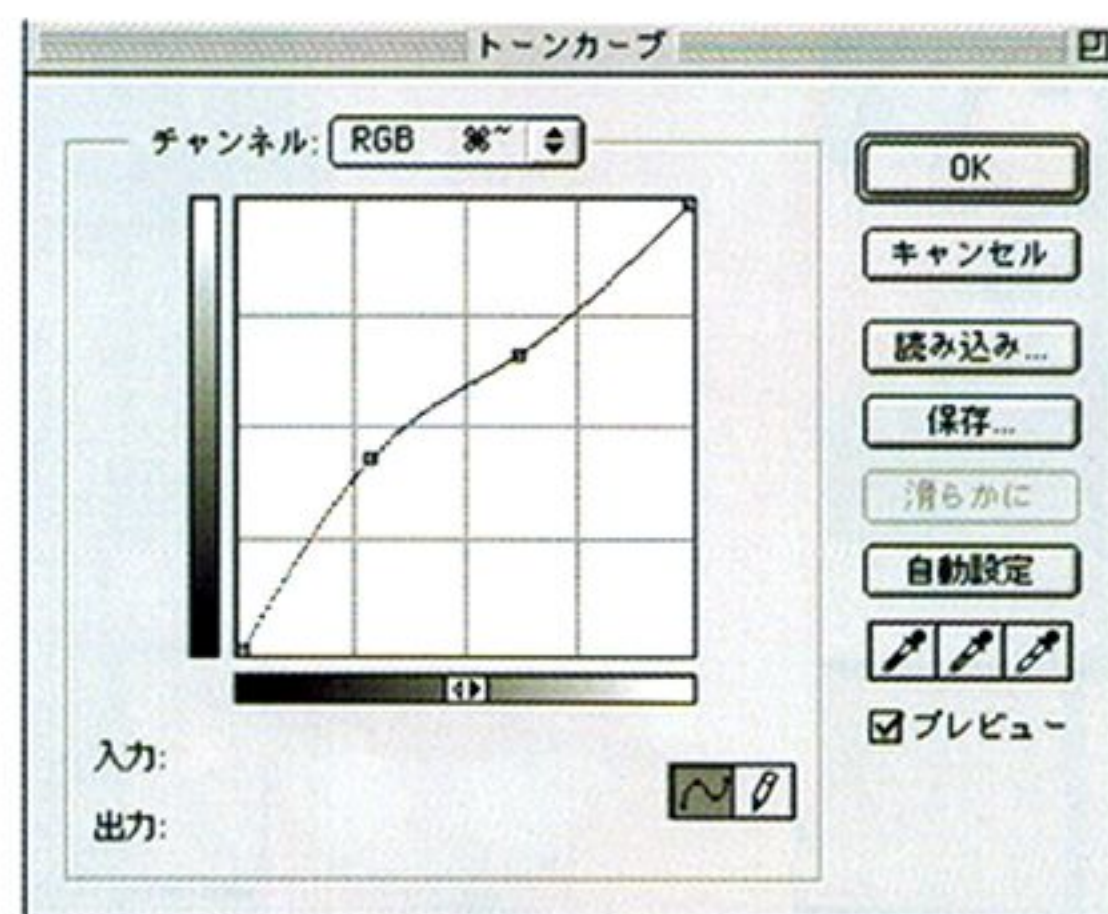 トーンカーブ
チャンネル: RGB ⌘~
OK
キャンセル
読み込み...
保存...
滑らかに
自動設定
プレビュー
入力:
出力: